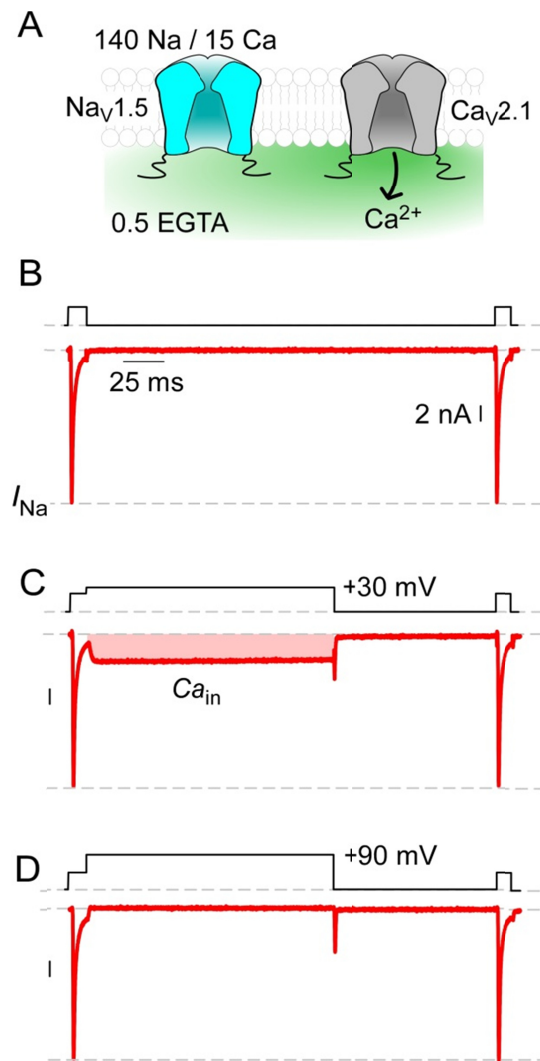 A
140 Na / 15 Ca
NaV1.5
CaV2.1
0.5 EGTA
Ca2+
B
25 ms
2 nA
INa
C
+30 mV
Cain
D
+90 mV